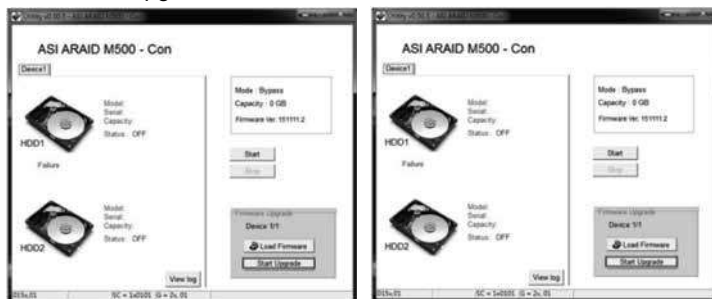 ASI ARAID M500 - Con
Device1
HDD1
Failure
Model:
Serial:
Capacity:
Status : OFF
HDD2
Model:
Serial:
Capacity:
Status : OFF
View log
Mode : Bypass
Capacity : 0 GB
Firmware Ver. 151111.2
Start
Stop
Firmware Upgrade
Device 1/1
Load Firmware
Start Upgrade
ASI ARAID M500 - Con
Device1
HDD1
Model:
Serial:
Capacity:
Status : OFF
HDD2
Model:
Serial:
Capacity:
Status : OFF
View log
Mode : Bypass
Capacity : 0 GB
Firmware Ver. 151111.2
Start
Stop
Firmware Upgrade
Device 1/1
Load Firmware
Start Upgrade